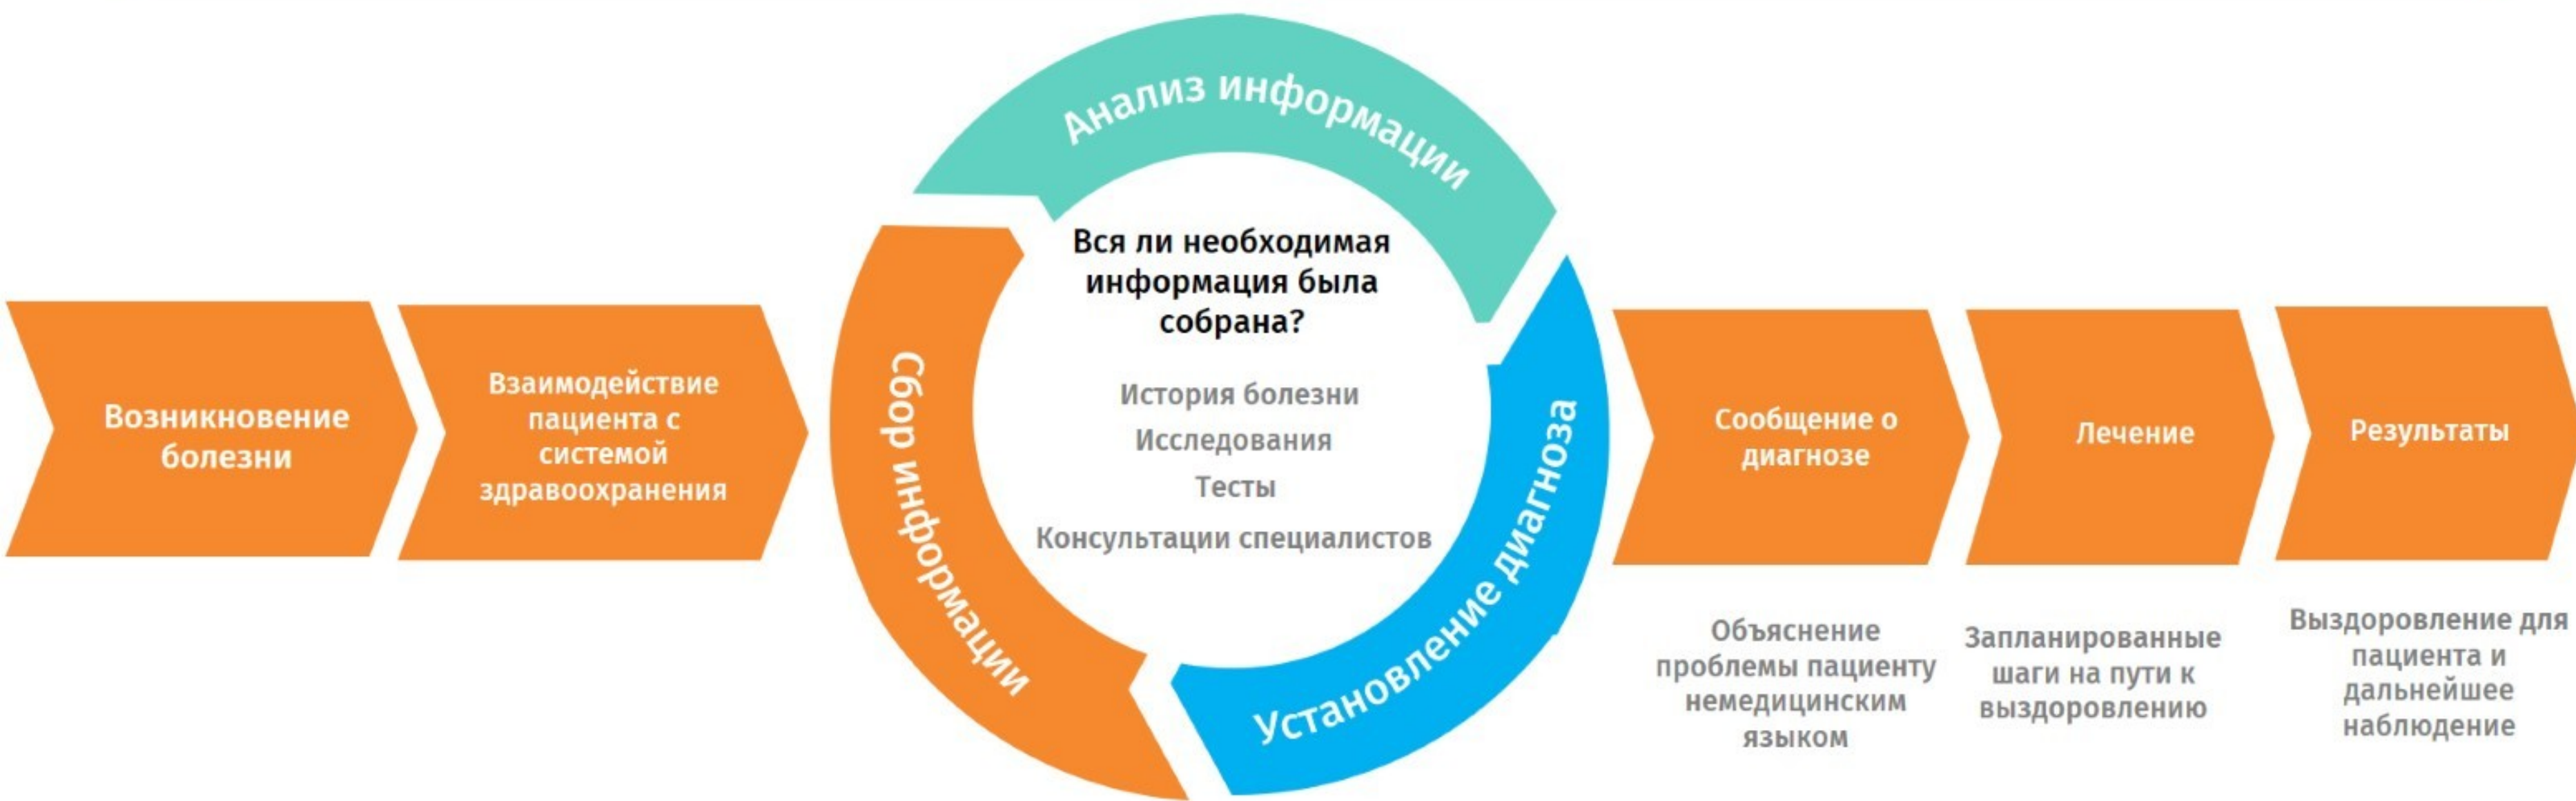 Возникновение
болезни
Взаимодействие
пациента с
системой
здравоохранения
Сбор информации
Анализ информации
Установление диагноза
Вся ли необходимая
информация была
собрана?
История болезни
Исследования
Тесты
Консультации специалистов
Сообщение о
диагнозе
Объяснение
проблемы пациенту
немедицинским
языком
Лечение
Запланированные
шаги на пути к
выздоровлению
Результаты
Выздоровление для
пациента и
дальнейшее
наблюдение